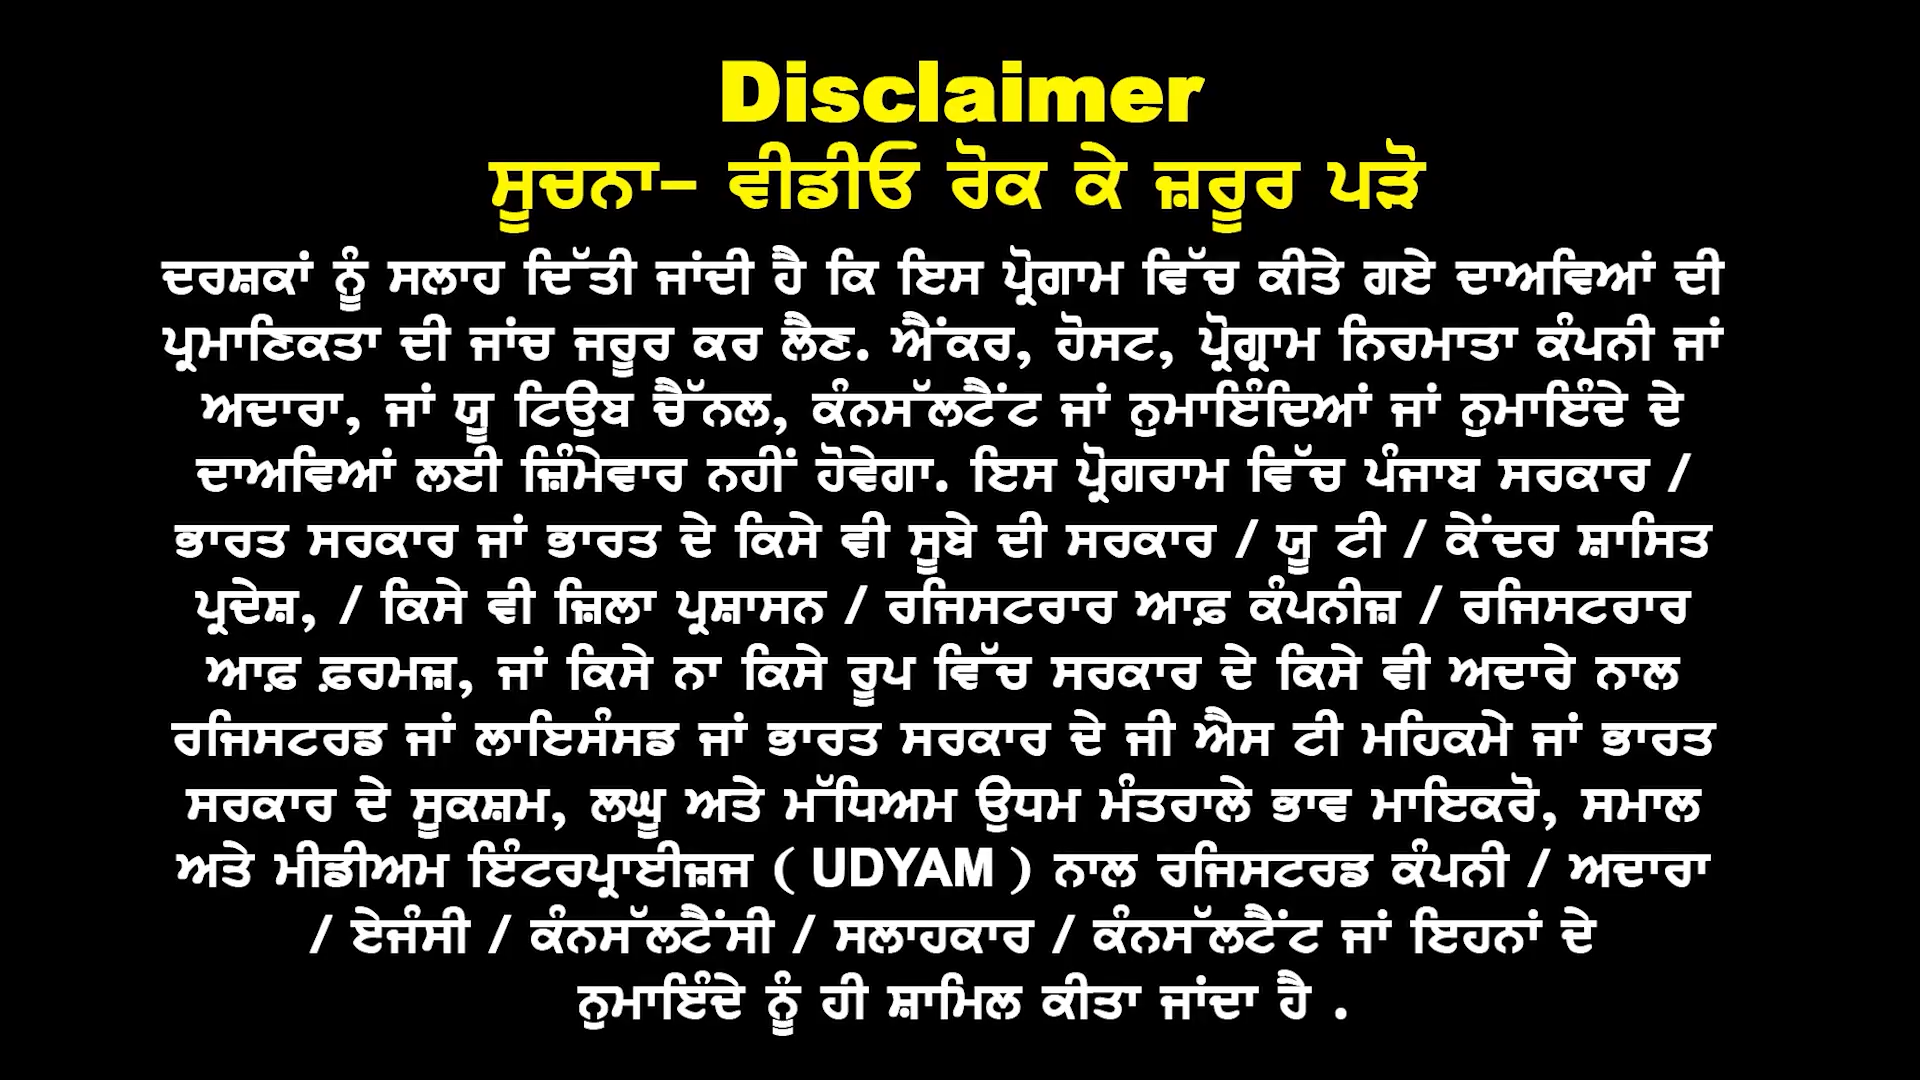 Disclaimer
ਸੂਚਨਾ- ਵੀਡੀਓ ਰੋਕ ਕੇ ਜ਼ਰੂਰ ਪੜੋ
ਦਰਸ਼ਕਾਂ ਨੂੰ ਸਲਾਹ ਦਿੱਤੀ ਜਾਂਦੀ ਹੈ ਕਿ ਇਸ ਪ੍ਰੋਗਾਮ ਵਿੱਚ ਕੀਤੇ ਗਏ ਦਾਅਵਿਆਂ ਦੀ
ਪ੍ਰਮਾਣਿਕਤਾ ਦੀ ਜਾਂਚ ਜਰੂਰ ਕਰ ਲੈਣ. ਐਂਕਰ, ਹੋਸਟ, ਪ੍ਰੋਗ੍ਰਾਮ ਨਿਰਮਾਤਾ ਕੰਪਨੀ ਜਾਂ
ਅਦਾਰਾ, ਜਾਂ ਯੂ ਟਿਊਬ ਚੈੱਨਲ, ਕੰਨਸੱਲਟੈਂਟ ਜਾਂ ਨੁਮਾਇੰਦਿਆਂ ਜਾਂ ਨੁਮਾਇੰਦੇ ਦੇ
ਦਾਅਵਿਆਂ ਲਈ ਜ਼ਿੰਮੇਵਾਰ ਨਹੀਂ ਹੋਵੇਗਾ. ਇਸ ਪ੍ਰੋਗਰਾਮ ਵਿੱਚ ਪੰਜਾਬ ਸਰਕਾਰ /
ਭਾਰਤ ਸਰਕਾਰ ਜਾਂ ਭਾਰਤ ਦੇ ਕਿਸੇ ਵੀ ਸੂਬੇ ਦੀ ਸਰਕਾਰ / ਯੂ ਟੀ / ਕੇਂਦਰ ਸ਼ਾਸਿਤ
ਪ੍ਰਦੇਸ਼, / ਕਿਸੇ ਵੀ ਜ਼ਿਲਾ ਪ੍ਰਸ਼ਾਸਨ / ਰਜਿਸਟਰਾਰ ਆਫ਼ ਕੰਪਨੀਜ਼ / ਰਜਿਸਟਰਾਰ
ਆਫ਼ ਫ਼ਰਮਜ਼, ਜਾਂ ਕਿਸੇ ਨਾ ਕਿਸੇ ਰੂਪ ਵਿੱਚ ਸਰਕਾਰ ਦੇ ਕਿਸੇ ਵੀ ਅਦਾਰੇ ਨਾਲ
ਰਜਿਸਟਰਡ ਜਾਂ ਲਾਇਸੰਸਡ ਜਾਂ ਭਾਰਤ ਸਰਕਾਰ ਦੇ ਜੀ ਐਸ ਟੀ ਮਹਿਕਮੇ ਜਾਂ ਭਾਰਤ
ਸਰਕਾਰ ਦੇ ਸੂਕਸ਼ਮ, ਲਘੂ ਅਤੇ ਮੱਧਿਅਮ ਉਧਮ ਮੰਤਰਾਲੇ ਭਾਵ ਮਾਇਕਰੋ, ਸਮਾਲ
ਅਤੇ ਮੀਡੀਅਮ ਇੰਟਰਪ੍ਰਾਈਜ਼ਜ ( UDYAM ) ਨਾਲ ਰਜਿਸਟਰਡ ਕੰਪਨੀ / ਅਦਾਰਾ
/ ਏਜੰਸੀ / ਕੰਨਸੱਲਟੈਂਸੀ / ਸਲਾਹਕਾਰ / ਕੰਨਸੱਲਟੈਂਟ ਜਾਂ ਇਹਨਾਂ ਦੇ
ਨੁਮਾਇੰਦੇ ਨੂੰ ਹੀ ਸ਼ਾਮਿਲ ਕੀਤਾ ਜਾਂਦਾ ਹੈ .